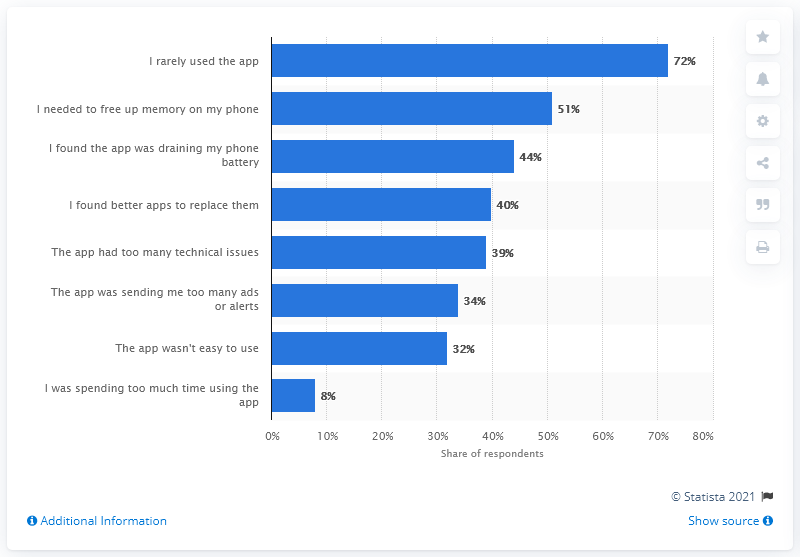 I rarely used the app
72%
I needed to free up memory on my phone
51%
I found the app was draining my phone
battery
44%
I found better apps to replace them
40%
The app had too many technical issues
39%
The app was sending me too many ads
or alerts
34%
The app wasn't easy to use
32%
I was spending too much time using the
app
8%
0% 10% 20% 30% 40% 50% 60% 70% 80%
Share of respondents
© Statista 2021
Additional Information
Show source